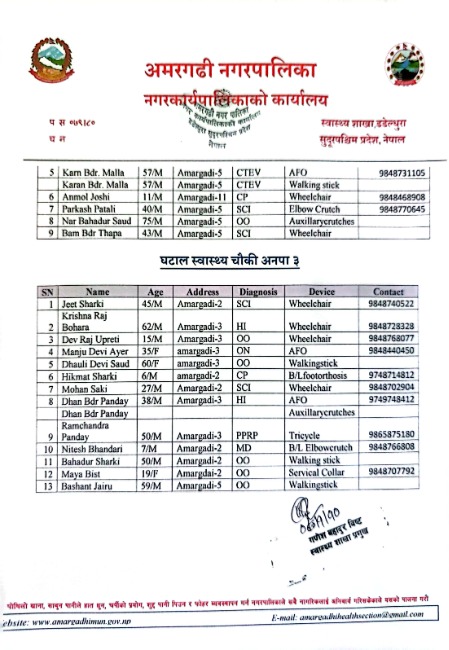 अमरगढी नगरपालिका
नगरकार्यपालिकाको कार्यालय
प स ०७९/८०
च न
स्वास्थ्य शाखा,डडेल्धुरा
सुदूरपश्चिम प्रदेश, नेपाल
5 Karn Bdr. Malla 57/M Amargadi-5 CTEV AFO 9848731105
Karan Bdr. Malla 57/M Amargadi-5 CTEV Walking stick
6 Anmol Joshi 11/M Amargadi-11 CP Wheelchair 9848468908
7 Parkash Patali 40/M Amargadi-5 SCI Elbow Crutch 9848770645
8 Nar Bahadur Saud 75/M Amargadi-5 OO Auxillarycrutches
9 Bam Bdr Thapa 43/M Amargadi-5 SCI Wheelchair
घटाल स्वास्थ्य चौकी अनपा ३
SN Name Age Address Diagnosis Device Contact
1 Jeet Sharki 45/M Amargadi-2 SCI Wheelchair 9848740522
Krishna Raj
2 Bohara 62/M Amargadi-3 HI Wheelchair 9848728328
3 Dev Raj Upreti 15/M Amargadi-3 OO Wheelchair 9848768077
4 Manju Devi Ayer 35/F amargadi-3 ON AFO 9848440450
5 Dhauli Devi Saud 60/F amargadi-3 OO Walkingstick
6 Hikmat Sharki 6/M amargadi-2 CP B/Lfootorthosis 9748714812
7 Mohan Saki 27/M Amargadi-2 SCI Wheelchair 9848702904
8 Dhan Bdr Panday 38/M Amargadi-3 HI AFO 9749748412
Dhan Bdr Panday Auxillarycrutches
Ramchandra
9 Panday 50/M Amargadi-3 PPRP Tricycle 9865875180
10 Nitesh Bhandari 7/M Amargadi-2 MD B/L Elbowcrutch 9848766808
11 Bahadur Sharki 50/M Amargadi-2 OO Walking stick
12 Maya Bist 19/F Amargdai-2 OO Servical Collar 9848707792
13 Bashant Jairu 59/M Amargadi-5 OO Walkingstick
गणेश बहादुर बिष्ट
स्वास्थ्य शाखा प्रमुख
E-mail: amargadhihealthsection@gmail.com
ebsite: www.amargadhimun.gov.np